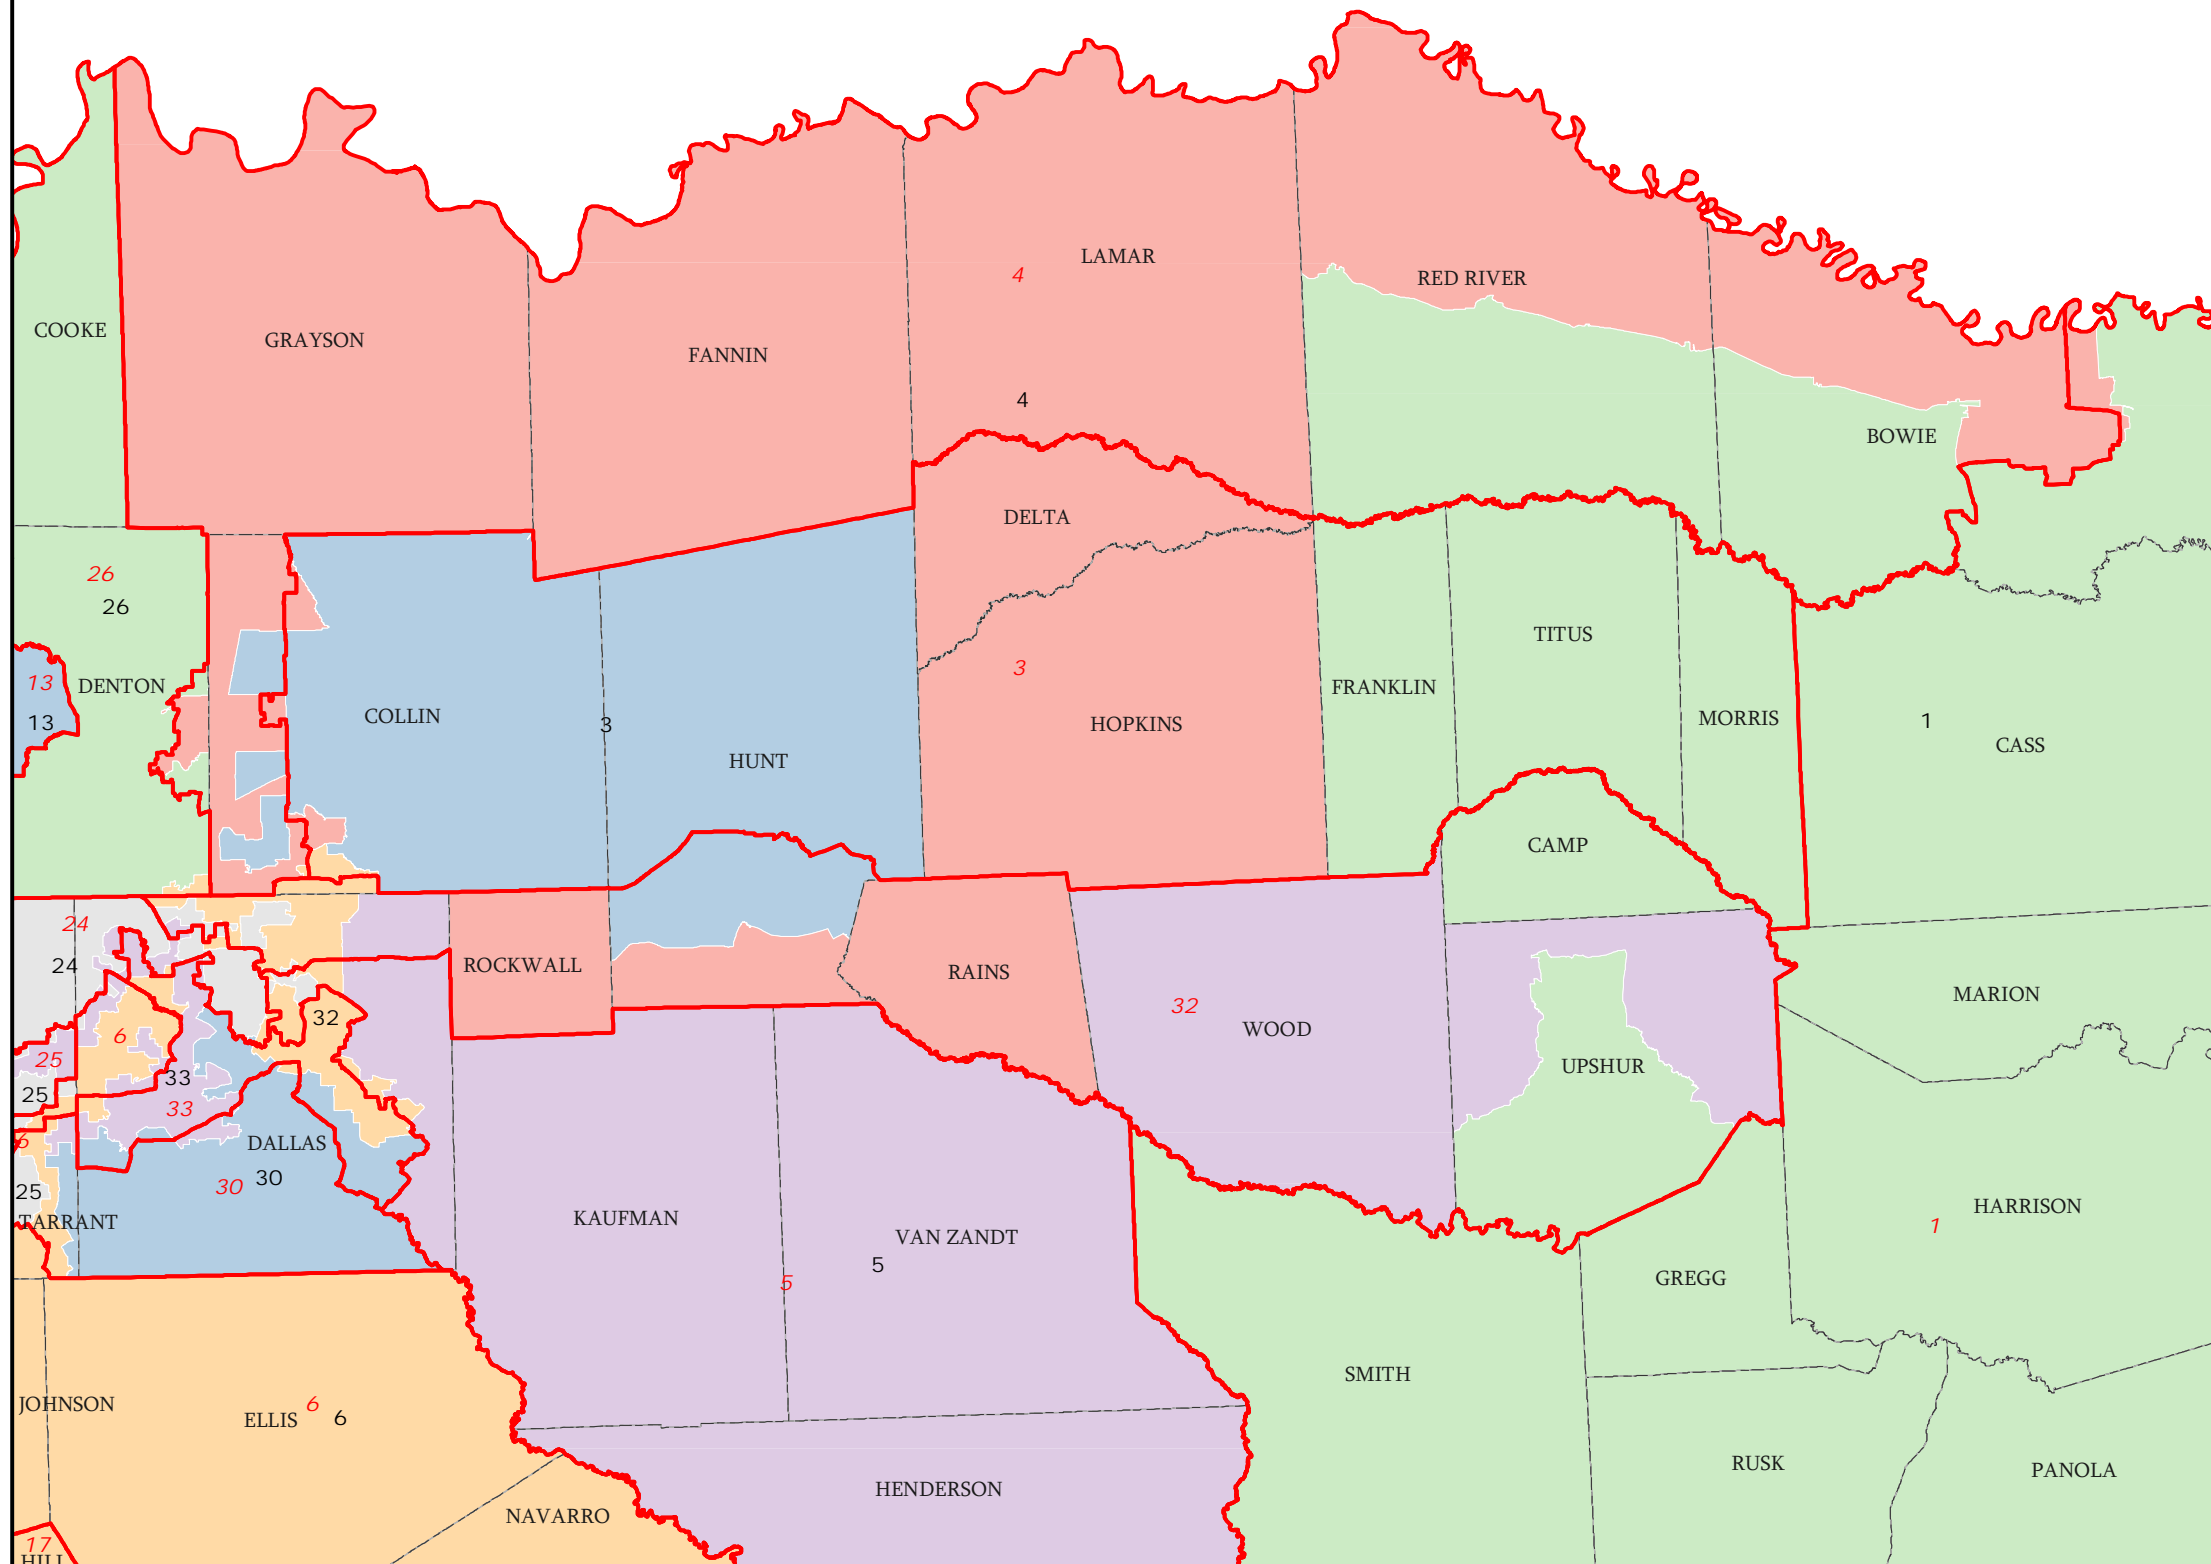 LAMAR
4
RED RIVER
COOKE
GRAYSON
FANNIN
4
BOWIE
DELTA
26
26
TITUS
3
13
DENTON
FRANKLIN
13
COLLIN
3
HOPKINS
MORRIS
1
CASS
HUNT
CAMP
24
24
ROCKWALL
RAINS
MARION
32
32
WOOD
6
25
33
UPSHUR
25
33
6
DALLAS
30
30
25
TARRANT
KAUFMAN
VAN ZANDT
HARRISON
1
5
5
GREGG
SMITH
JOHNSON
ELLIS
6
6
RUSK
PANOLA
HENDERSON
NAVARRO
17
HILL